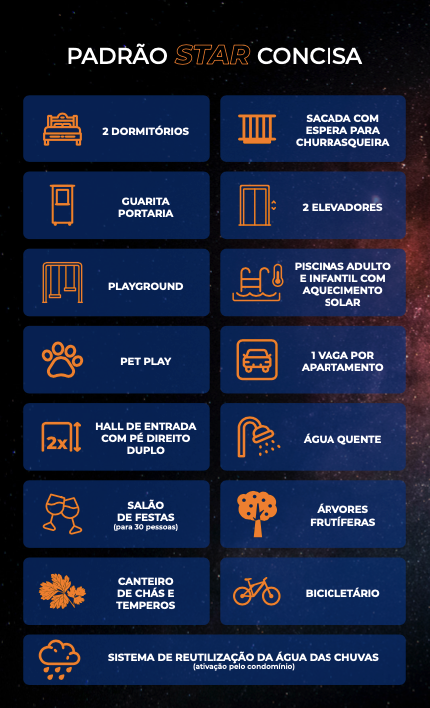 PADRÃO STAR CONCISA
2 DORMITÓRIOS
SACADA COM
ESPERA PARA
CHURRASQUEIRA
GUARITA
PORTARIA
2 ELEVADORES
PLAYGROUND
PISCINAS ADULTO
E INFANTIL COM
AQUECIMENTO
SOLAR
PET PLAY
1 VAGA POR
APARTAMENTO
2x
HALL DE ENTRADA
COM PÉ DIREITO
DUPLO
ÁGUA QUENTE
SALÃO
DE FESTAS
(para 30 pessoas)
ÁRVORES
FRUTÍFERAS
CANTEIRO
DE CHÁS E
TEMPEROS
BICICLETÁRIO
SISTEMA DE REUTILIZAÇÃO DA ÁGUA DAS CHUVAS
(ativação pelo condomínio)